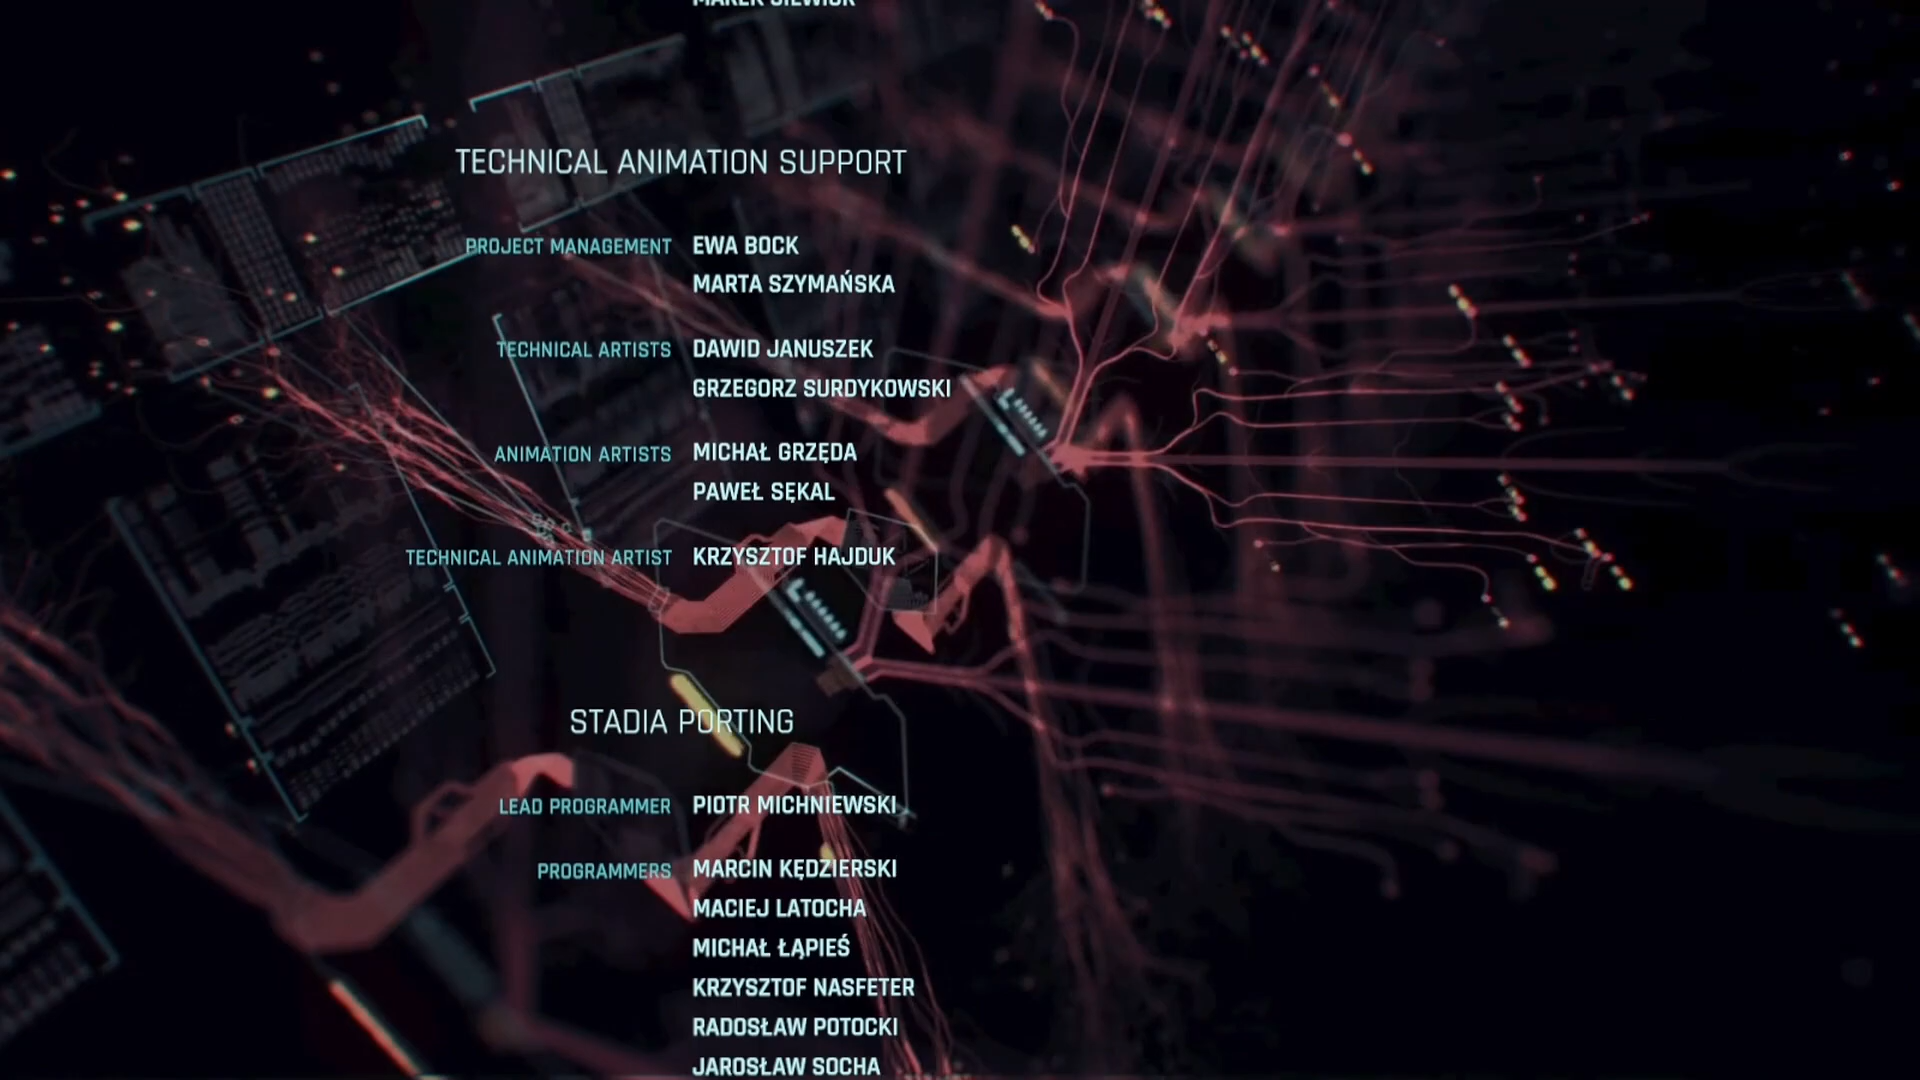 TECHNICAL ANIMATION SUPPORT
PROJECT MANAGEMENT EWA BOCK
MARTA SZYMAŃSKA
TECHNICAL ARTISTS DAWID JANUSZEK
GRZEGORZ SURDYKOWSKI
ANIMATION ARTISTS MICHAŁ GRZĘDA
PAWEŁ SĘKAL
TECHNICAL ANIMATION ARTIST KRZYSZTOF HAJDUK
STADIA PORTING
LEAD PROGRAMMER PIOTR MICHNIEWSKI
PROGRAMMERS MARCIN KĘDZIERSKI
MACIEJ LATOCHA
MICHAŁ ŁĄPIEŚ
KRZYSZTOF NASFETER
RADOSŁAW POTOCKI
JAROSŁAW SOCHA